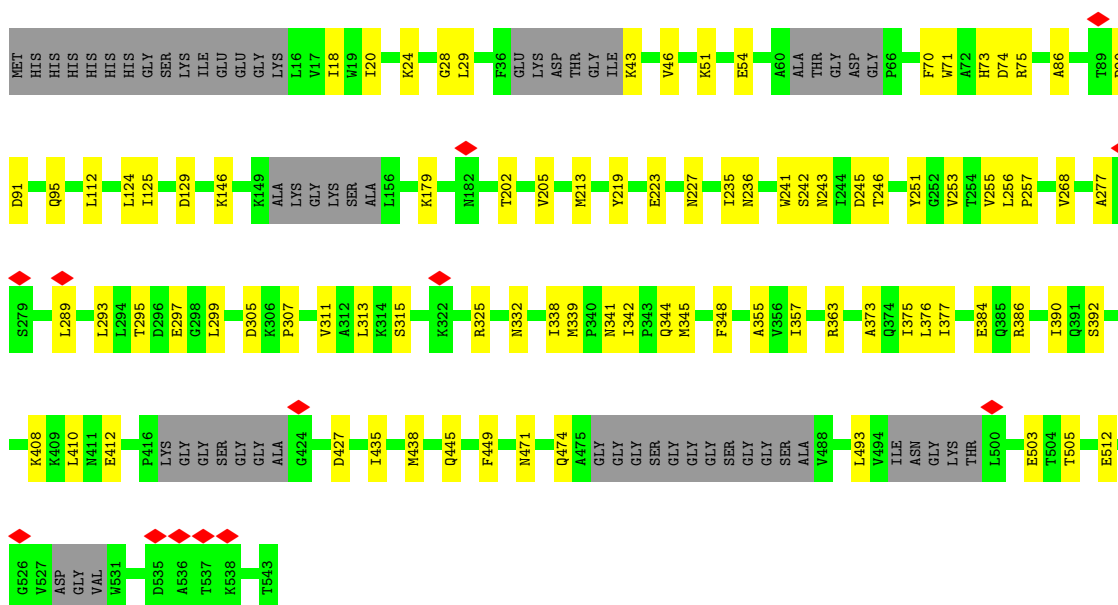 MET HIS HIS HIS HIS HIS HIS GLY SER LYS ILE GLU GLU GLY LYS L16 V17 I18 W19 I20 K24 G28 L29 F36 GLU LYS ASP THR GLY ILE K43 V46 K51 E54 A60 ALA THR GLY ASP GLY P66 F70 W71 A72 H73 D74 R75 A86 T89
D91 Q95 L112 L124 I125 D129 K146 K149 ALA LYS GLY LYS SER ALA L156 K179 N182 T202 V205 M213 Y219 E223 N227 I235 N236 W241 S242 N243 I244 D245 T246 Y251 G252 V253 T254 V255 L256 P257 V268 A277
S279 L289 L293 L294 T295 D296 E297 G298 L299 D305 K306 P307 V311 A312 L313 K314 S315 K322 R325 N332 I338 M339 P340 N341 I342 P343 Q344 M345 F348 A355 V356 I357 R363 A373 Q374 I375 L376 I377 E384 Q385 R386 I390 Q391 S392
K408 K409 L410 N411 E412 P416 LYS GLY GLY SER GLY GLY ALA G424 D427 I435 M438 Q445 F449 N471 Q474 A475 GLY GLY GLY SER GLY GLY GLY GLY SER GLY GLY SER ALA V488 L493 V494 ILE ASN GLY LYS THR L500 E503 T504 T505 E512
G526 V527 ASP GLY VAL W531 D535 A536 T537 K538 T543